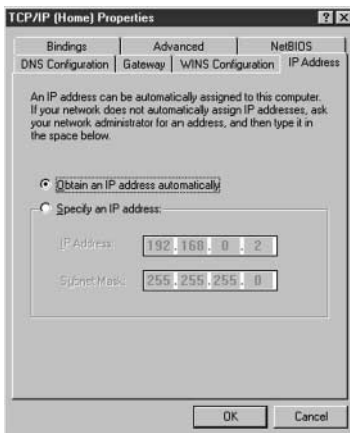 TCP/IP (Home) Properties
Bindings Advanced NetBIOS
DNS Configuration Gateway WINS Configuration IP Address
An IP address can be automatically assigned to this computer.
If your network does not automatically assign IP addresses, ask
your network administrator for an address, and then type it in
the space below.
Obtain an IP address automatically
Specify an IP address:
IP Address: 192.168.0.2
Subnet Mask: 255.255.255.0
OK Cancel